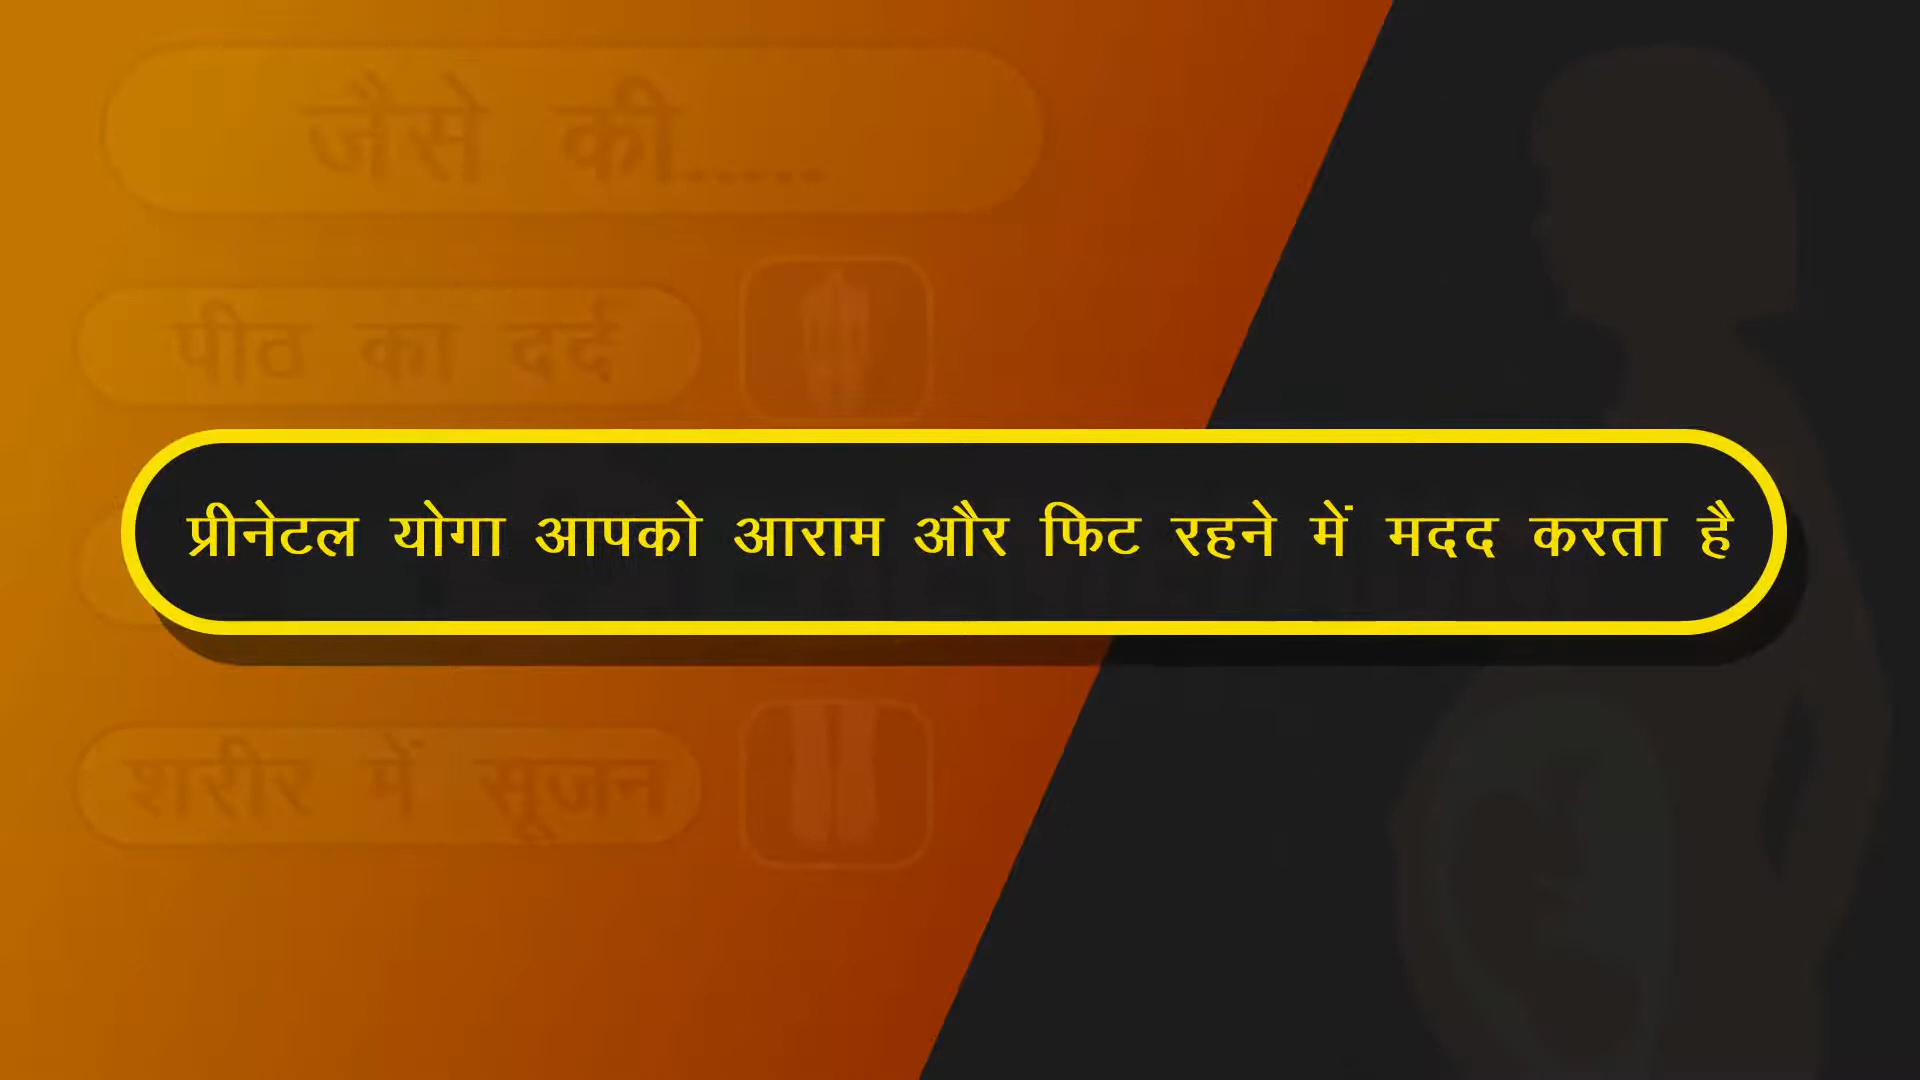 जैसे की.....
पीठ का दर्द
प्रीनेटल योगा आपको आराम और फिट रहने में मदद करता है
शरीर में सूजन